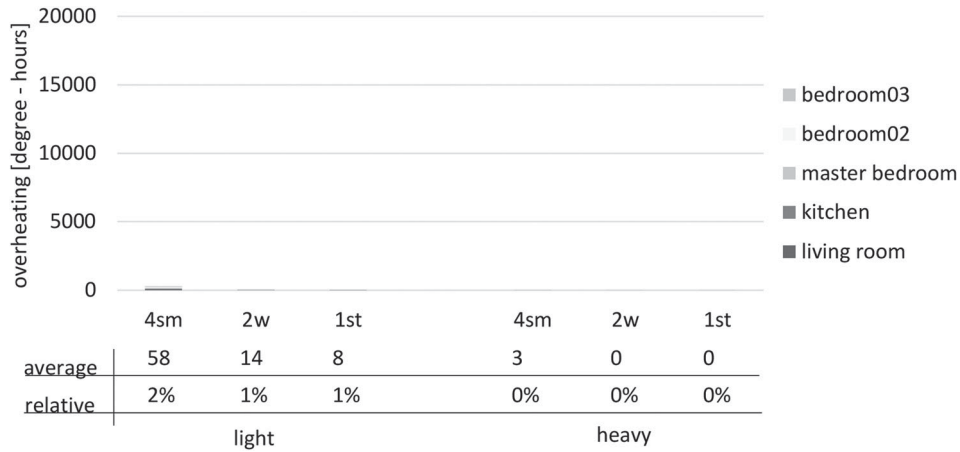 overheating [degree - hours]
20000
15000
10000
5000
0
bedroom03
bedroom02
master bedroom
kitchen
living room
4sm 2w 1st 4sm 2w 1st
average 58 14 8 3 0 0
relative 2% 1% 1% 0% 0% 0%
light heavy